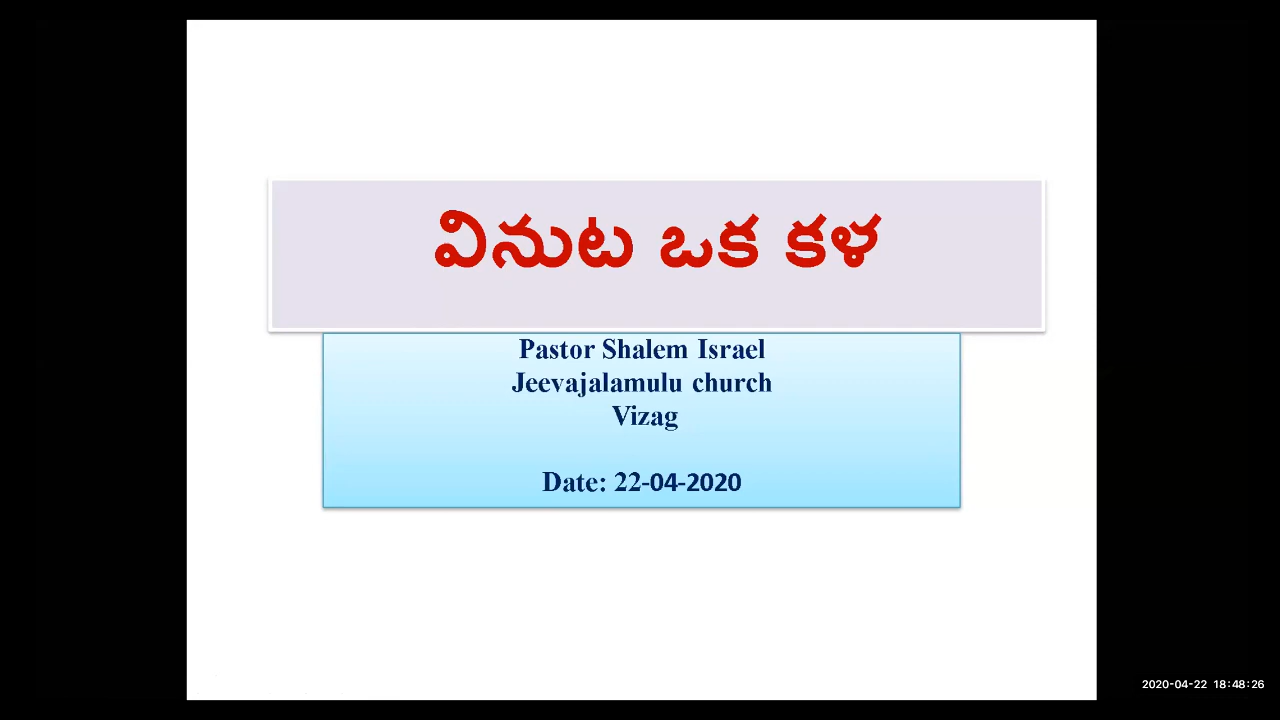 వినుట ఒక కళ
Pastor Shalem Israel
Jeevajalamulu church
Vizag
Date: 22-04-2020
2020-04-22 18:48:26